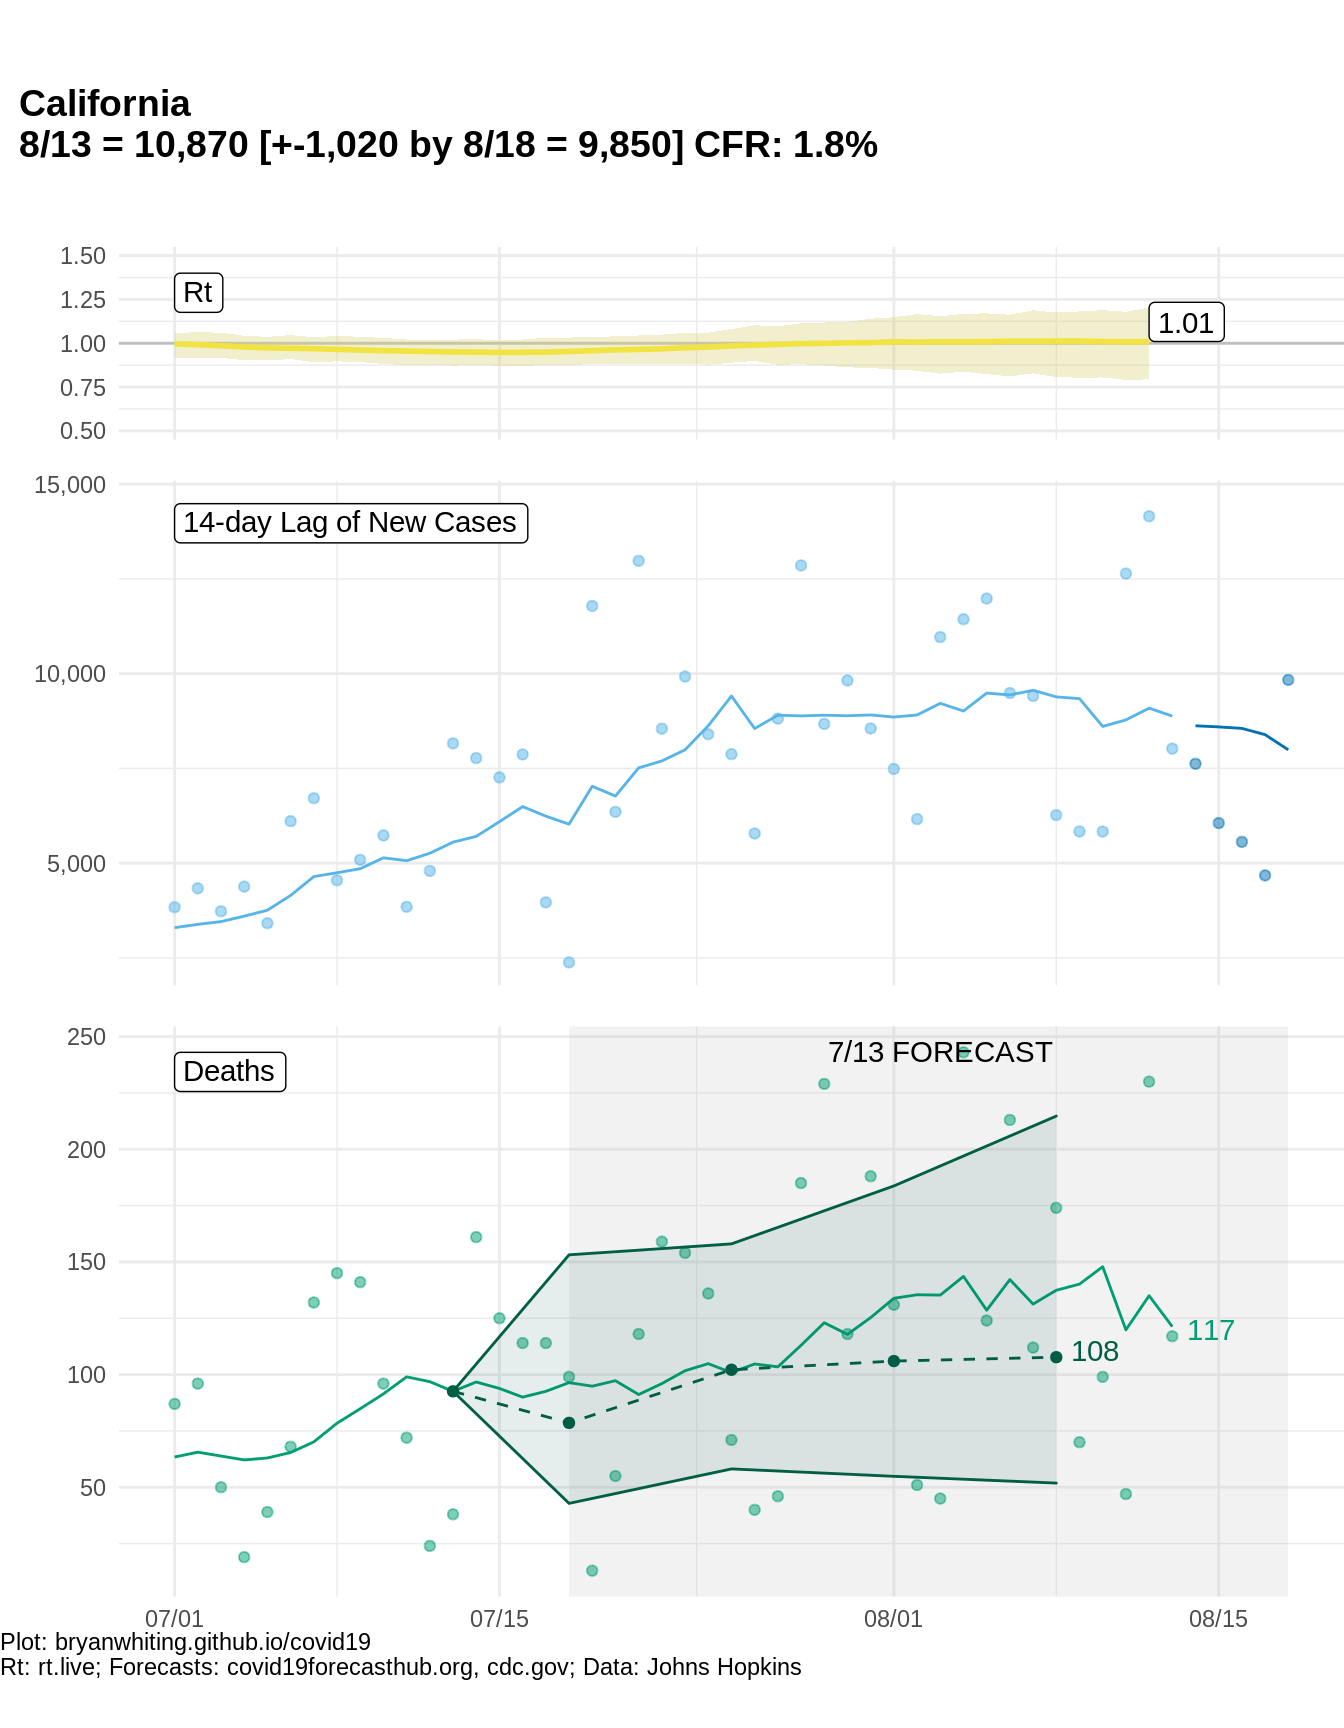 California
8/13 = 10,870 [+-1,020 by 8/18 = 9,850] CFR: 1.8%
1.50
1.25
1.00
0.75
0.50
Rt
1.01
15,000
10,000
5,000
14-day Lag of New Cases
250
200
150
100
50
Deaths
7/13 FORECAST
117
108
07/01
07/15
08/01
08/15
Plot: bryanwhiting.github.io/covid19
Rt: rt.live; Forecasts: covid19forecasthub.org, cdc.gov; Data: Johns Hopkins